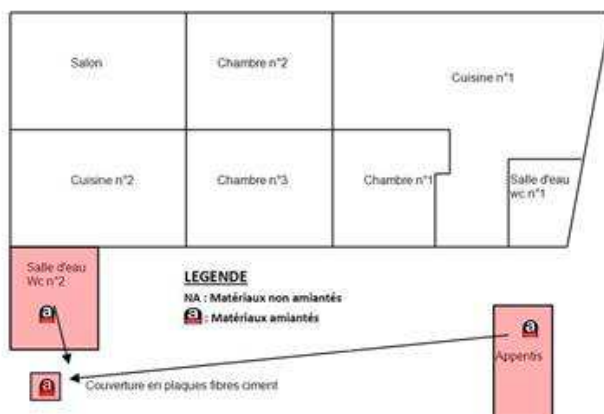 Salon
Chambre n°2
Cuisine n°1
Cuisine n°2
Chambre n°3
Chambre n°1
Salle d'eau
wc n°1
Salle d'eau
Wc n°2
a
LEGENDE
NA : Matériaux non amiantés
a : Matériaux amiantés
a
Appentis
a
Couverture en plaques fibres ciment